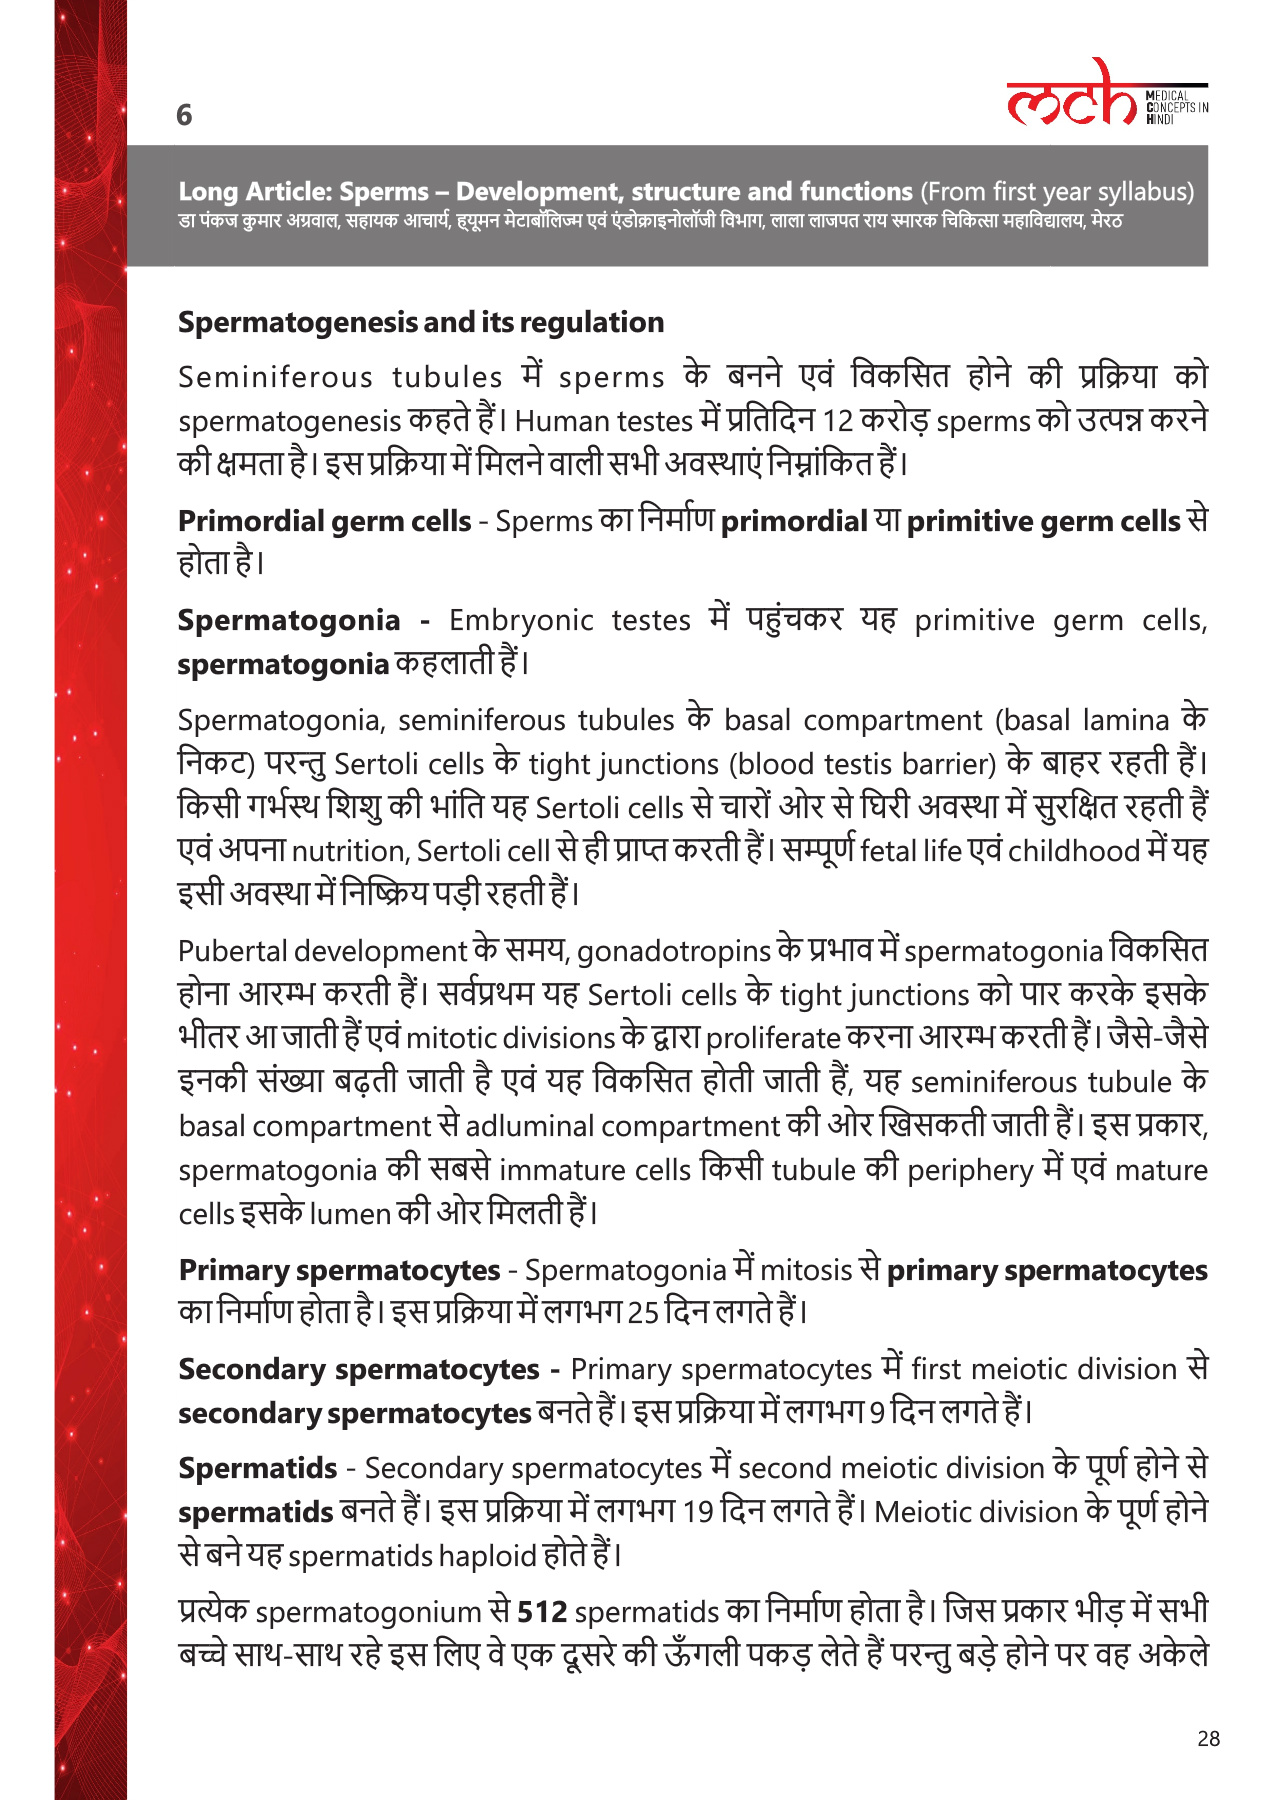 6
mch
MEDICAL
CONCEPTS IN
HINDI
Long Article: Sperms – Development, structure and functions (From first year syllabus)
डा पंकज कुमार अग्रवाल, सहायक आचार्य, ह्यूमन मेटाबॉलिज्म एवं एंडोक्राइनोलॉजी विभाग, लाला लाजपत राय स्मारक चिकित्सा महाविद्यालय, मेरठ
Spermatogenesis and its regulation
Seminiferous tubules में sperms के बनने एवं विकसित होने की प्रक्रिया को
spermatogenesis कहते हैं। Human testes में प्रतिदिन 12 करोड़ sperms को उत्पन्न करने
की क्षमता है। इस प्रक्रिया में मिलने वाली सभी अवस्थाएं निम्नांकित हैं।
Primordial germ cells - Sperms का निर्माण primordial या primitive germ cells से
होता है।
Spermatogonia - Embryonic testes में पहुंचकर यह primitive germ cells,
spermatogonia कहलाती हैं।
Spermatogonia, seminiferous tubules के basal compartment (basal lamina के
निकट) परन्तु Sertoli cells के tight junctions (blood testis barrier) के बाहर रहती हैं।
किसी गर्भस्थ शिशु की भांति यह Sertoli cells से चारों ओर से घिरी अवस्था में सुरक्षित रहती हैं
एवं अपना nutrition, Sertoli cell से ही प्राप्त करती हैं। सम्पूर्ण fetal life एवं childhood में यह
इसी अवस्था में निष्क्रिय पड़ी रहती हैं।
Pubertal development के समय, gonadotropins के प्रभाव में spermatogonia विकसित
होना आरम्भ करती हैं। सर्वप्रथम यह Sertoli cells के tight junctions को पार करके इसके
भीतर आ जाती हैं एवं mitotic divisions के द्वारा proliferate करना आरम्भ करती हैं। जैसे-जैसे
इनकी संख्या बढ़ती जाती है एवं यह विकसित होती जाती हैं, यह seminiferous tubule के
basal compartment से adluminal compartment की ओर खिसकती जाती हैं। इस प्रकार,
spermatogonia की सबसे immature cells किसी tubule की periphery में एवं mature
cells इसके lumen की ओर मिलती हैं।
Primary spermatocytes - Spermatogonia में mitosis से primary spermatocytes
का निर्माण होता है। इस प्रक्रिया में लगभग 25 दिन लगते हैं।
Secondary spermatocytes - Primary spermatocytes में first meiotic division से
secondary spermatocytes बनते हैं। इस प्रक्रिया में लगभग 9 दिन लगते हैं।
Spermatids - Secondary spermatocytes में second meiotic division के पूर्ण होने से
spermatids बनते हैं। इस प्रक्रिया में लगभग 19 दिन लगते हैं। Meiotic division के पूर्ण होने
से बने यह spermatids haploid होते हैं।
प्रत्येक spermatogonium से 512 spermatids का निर्माण होता है। जिस प्रकार भीड़ में सभी
बच्चे साथ-साथ रहे इस लिए वे एक दूसरे की ऊँगली पकड़ लेते हैं परन्तु बड़े होने पर वह अकेले
28